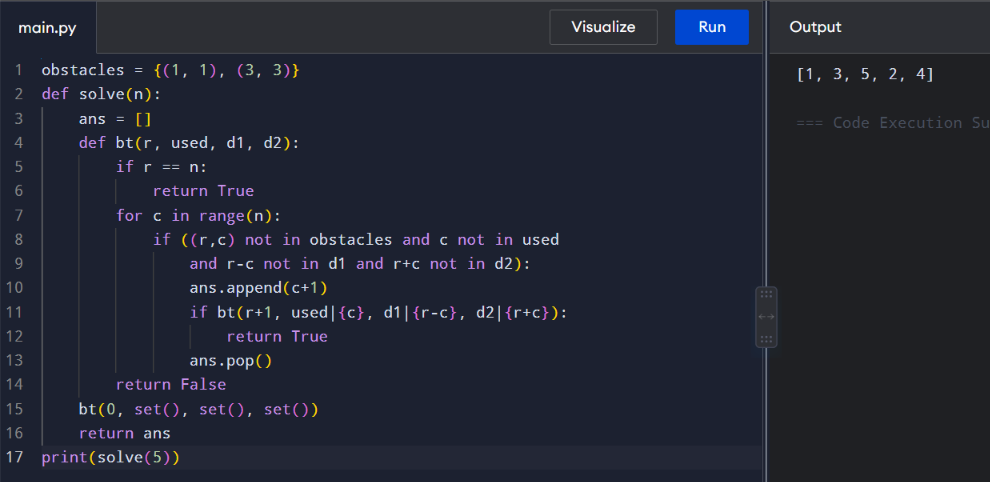 main.py
Visualize
Run
Output
1 obstacles = {(1, 1), (3, 3)}
2 def solve(n):
3     ans = []
4     def bt(r, used, d1, d2):
5         if r == n:
6             return True
7         for c in range(n):
8             if ((r,c) not in obstacles and c not in used
9                 and r-c not in d1 and r+c not in d2):
10                 ans.append(c+1)
11                 if bt(r+1, used|{c}, d1|{r-c}, d2|{r+c}):
12                     return True
13                 ans.pop()
14         return False
15     bt(0, set(), set(), set())
16     return ans
17 print(solve(5))
[1, 3, 5, 2, 4]
=== Code Execution Su